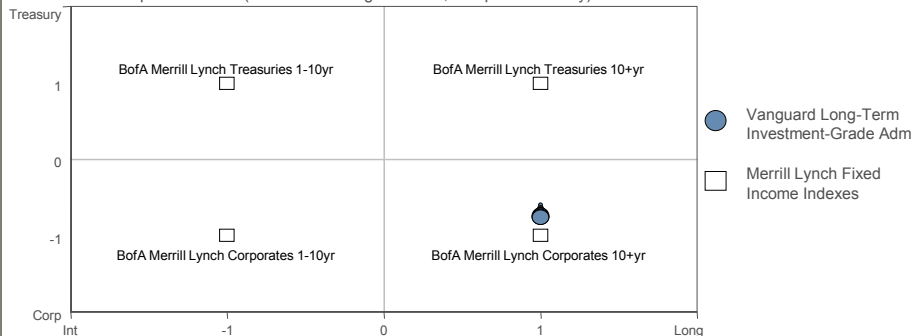 Treasury
BofA Merrill Lynch Treasuries 1-10yr
BofA Merrill Lynch Treasuries 10+yr
1
Vanguard Long-Term
Investment-Grade Adm
0
Merrill Lynch Fixed
Income Indexes
-1
BofA Merrill Lynch Corporates 1-10yr
BofA Merrill Lynch Corporates 10+yr
Corp
Int
-1
0
1
Long